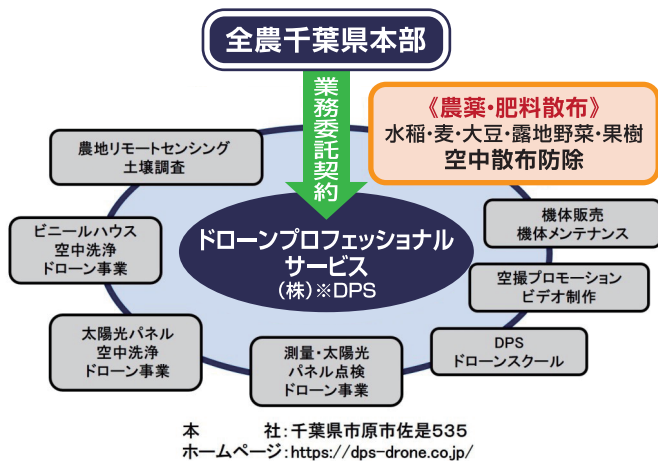 全農千葉県本部
業務委託契約
《農薬・肥料散布》
水稲・麦・大豆・露地野菜・果樹
空中散布防除
農地リモートセンシング
土壌調査
ビニールハウス
空中洗浄
ドローン事業
ドローンプロフェッショナル
サービス
(株)※DPS
機体販売
機体メンテナンス
空撮プロモーション
ビデオ制作
太陽光パネル
空中洗浄
ドローン事業
測量・太陽光
パネル点検
ドローン事業
DPS
ドローンスクール
本　　　社:千葉県市原市佐是535
ホームページ:https://dps-drone.co.jp/